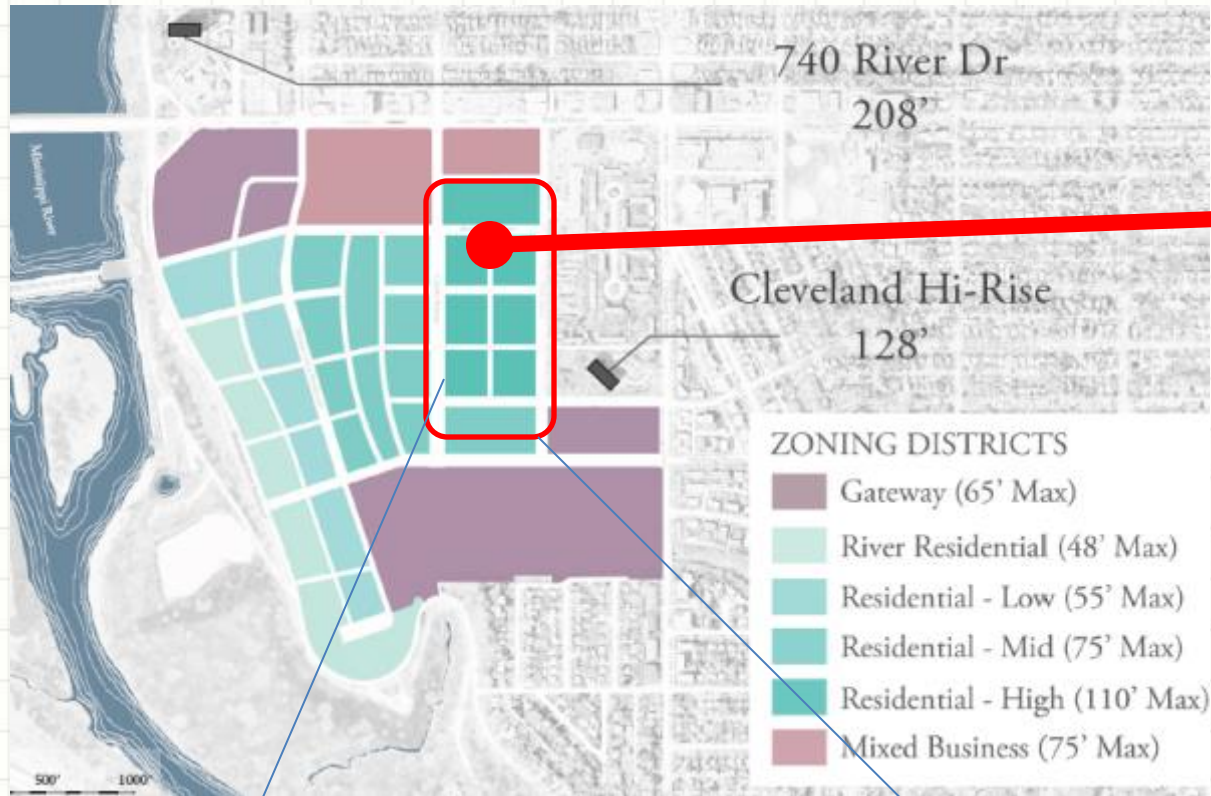 740 River Dr
208'
Mississippi River
Cleveland Hi-Rise
128'
ZONING DISTRICTS
Gateway (65' Max)
River Residential (48' Max)
Residential - Low (55' Max)
Residential - Mid (75' Max)
Residential - High (110' Max)
Mixed Business (75' Max)
500' 1000'